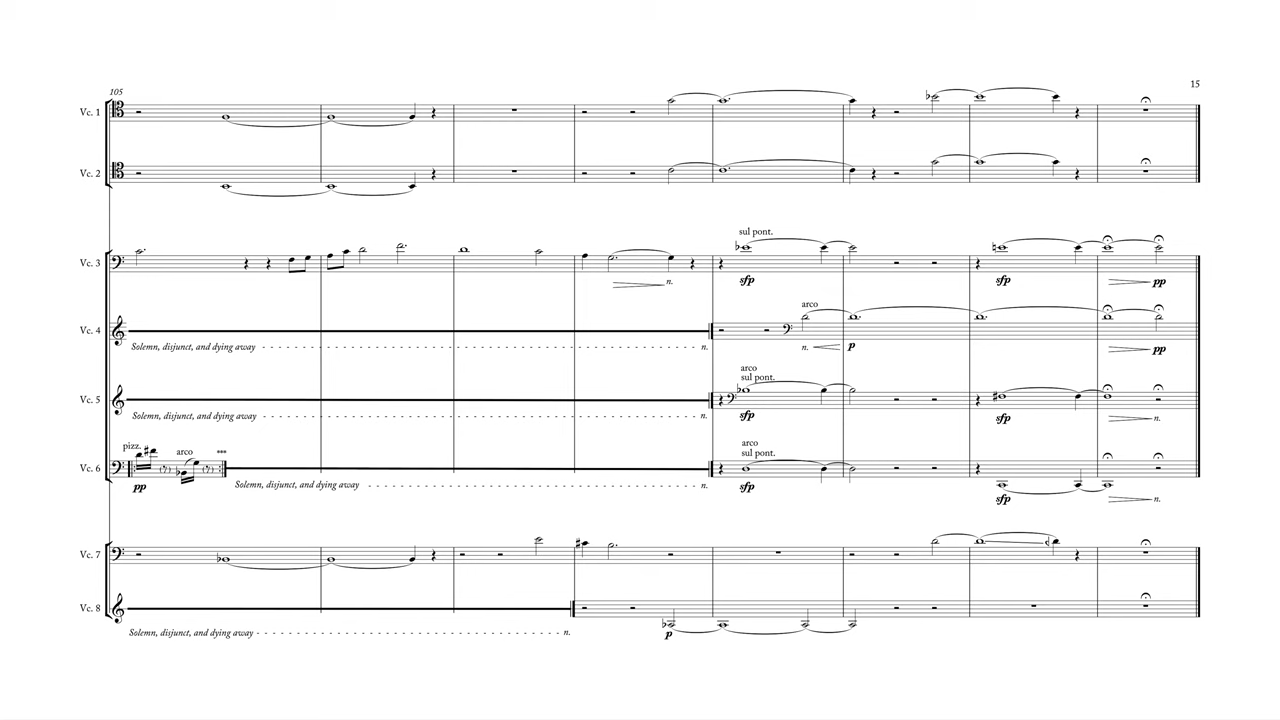 105
15
Vc. 1
Vc. 2
sul pont.
Vc. 3
n.
sfp
sfp
pp
arco
Vc. 4
Solemn, disjunct, and dying away
n.
n.
p
pp
arco
sul pont.
Vc. 5
Solemn, disjunct, and dying away
n.
sfp
sfp
n.
pizz.
arco
***
arco
sul pont.
Vc. 6
pp
Solemn, disjunct, and dying away
n.
sfp
sfp
n.
Vc. 7
Vc. 8
Solemn, disjunct, and dying away
n.
p